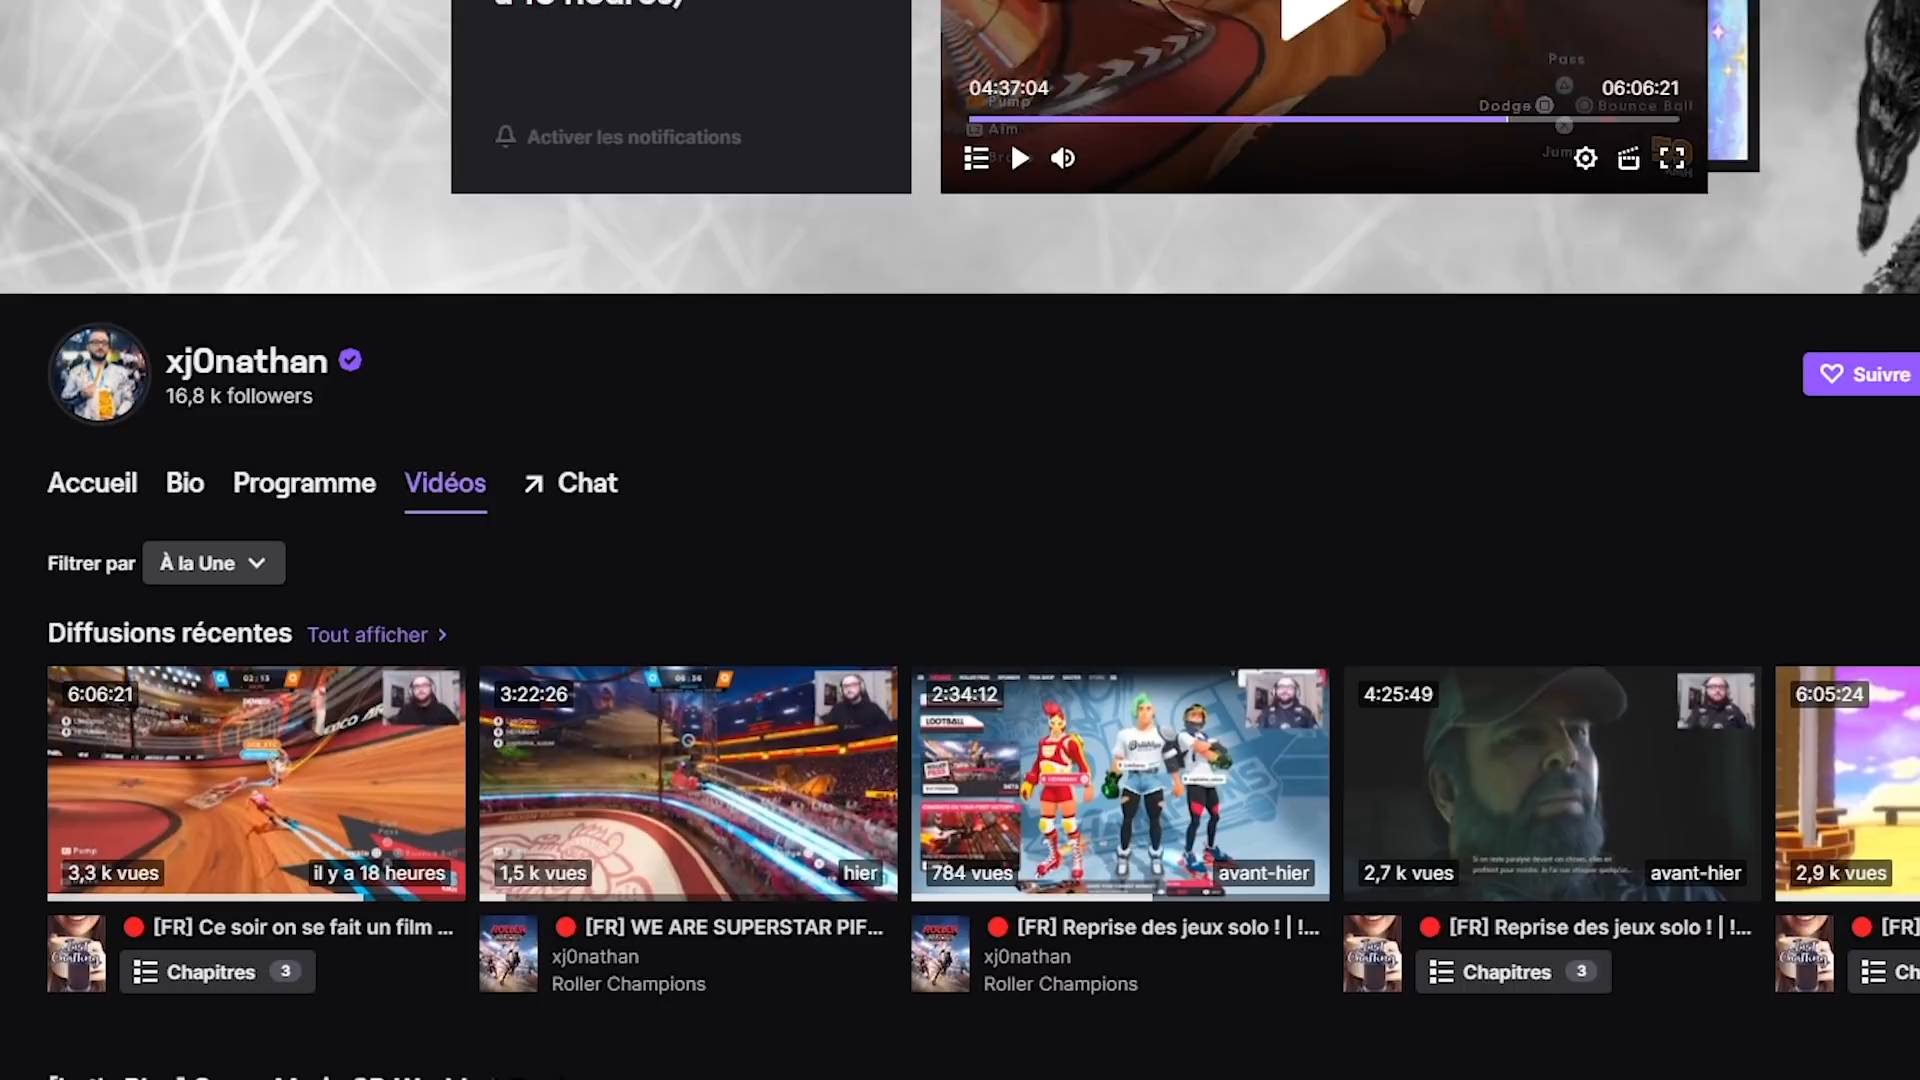 Activer les notifications
04:37:04
06:06:21
Pass
Dodge
Bounce Ball
Pump
Aim
xj0nathan
16,8 k followers
Suivre
Accueil
Bio
Programme
Vidéos
Chat
Filtrer par
À la Une
Diffusions récentes
Tout afficher
6:06:21
02:13
3,3 k vues
il y a 18 heures
[FR] Ce soir on se fait un film ...
Chapitres
3
3:22:26
1,5 k vues
hier
[FR] WE ARE SUPERSTAR PIF...
xj0nathan
Roller Champions
2:34:12
LOOTBALL
784 vues
avant-hier
[FR] Reprise des jeux solo ! | !...
xj0nathan
Roller Champions
4:25:49
2,7 k vues
avant-hier
[FR] Reprise des jeux solo ! | !...
Chapitres
3
6:05:24
2,9 k vues
[FR]
Ch